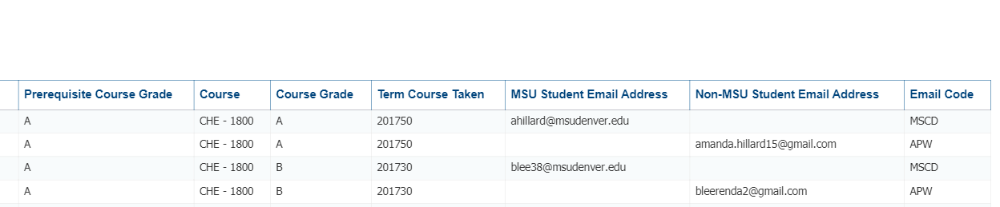 Prerequisite Course Grade Course Course Grade Term Course Taken MSU Student Email Address Non-MSU Student Email Address Email Code
A CHE - 1800 A 201750 ahillard@msudenver.edu MSCD
A CHE - 1800 A 201750 amanda.hillard15@gmail.com APW
A CHE - 1800 B 201730 blee38@msudenver.edu MSCD
A CHE - 1800 B 201730 bleerenda2@gmail.com APW